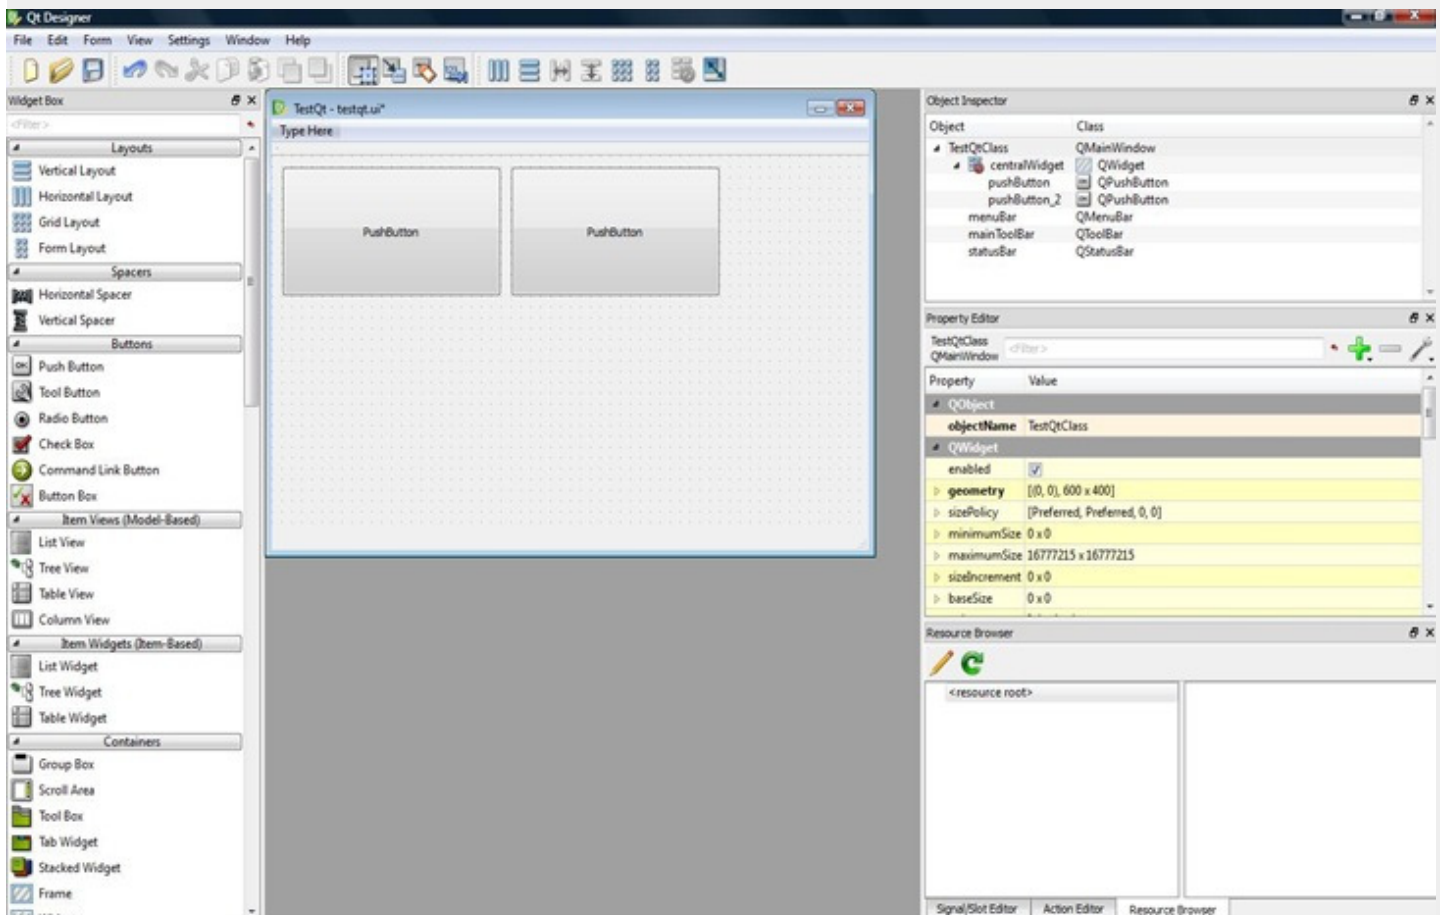 Qt Designer
File Edit Form View Settings Window Help
Widget Box
<Filter>
Layouts
Vertical Layout
Horizontal Layout
Grid Layout
Form Layout
Spacers
Horizontal Spacer
Vertical Spacer
Buttons
Push Button
Tool Button
Radio Button
Check Box
Command Link Button
Button Box
Item Views (Model-Based)
List View
Tree View
Table View
Column View
Item Widgets (Item-Based)
List Widget
Tree Widget
Table Widget
Containers
Group Box
Scroll Area
Tool Box
Tab Widget
Stacked Widget
Frame
TestQt - testqt.ui*
Type Here
PushButton PushButton
Object Inspector
Object Class
TestQtClass QMainWindow
centralWidget QWidget
pushButton QPushButton
pushButton_2 QPushButton
menuBar QMenuBar
mainToolBar QToolBar
statusBar QStatusBar
Property Editor
TestQtClass
QMainWindow
<Filter>
Property Value
QObject
objectName TestQtClass
QWidget
enabled
geometry [(0, 0), 600 x 400]
sizePolicy [Preferred, Preferred, 0, 0]
minimumSize 0 x 0
maximumSize 16777215 x 16777215
sizeIncrement 0 x 0
baseSize 0 x 0
Resource Browser
<resource root>
Signal/Slot Editor Action Editor Resource Browser